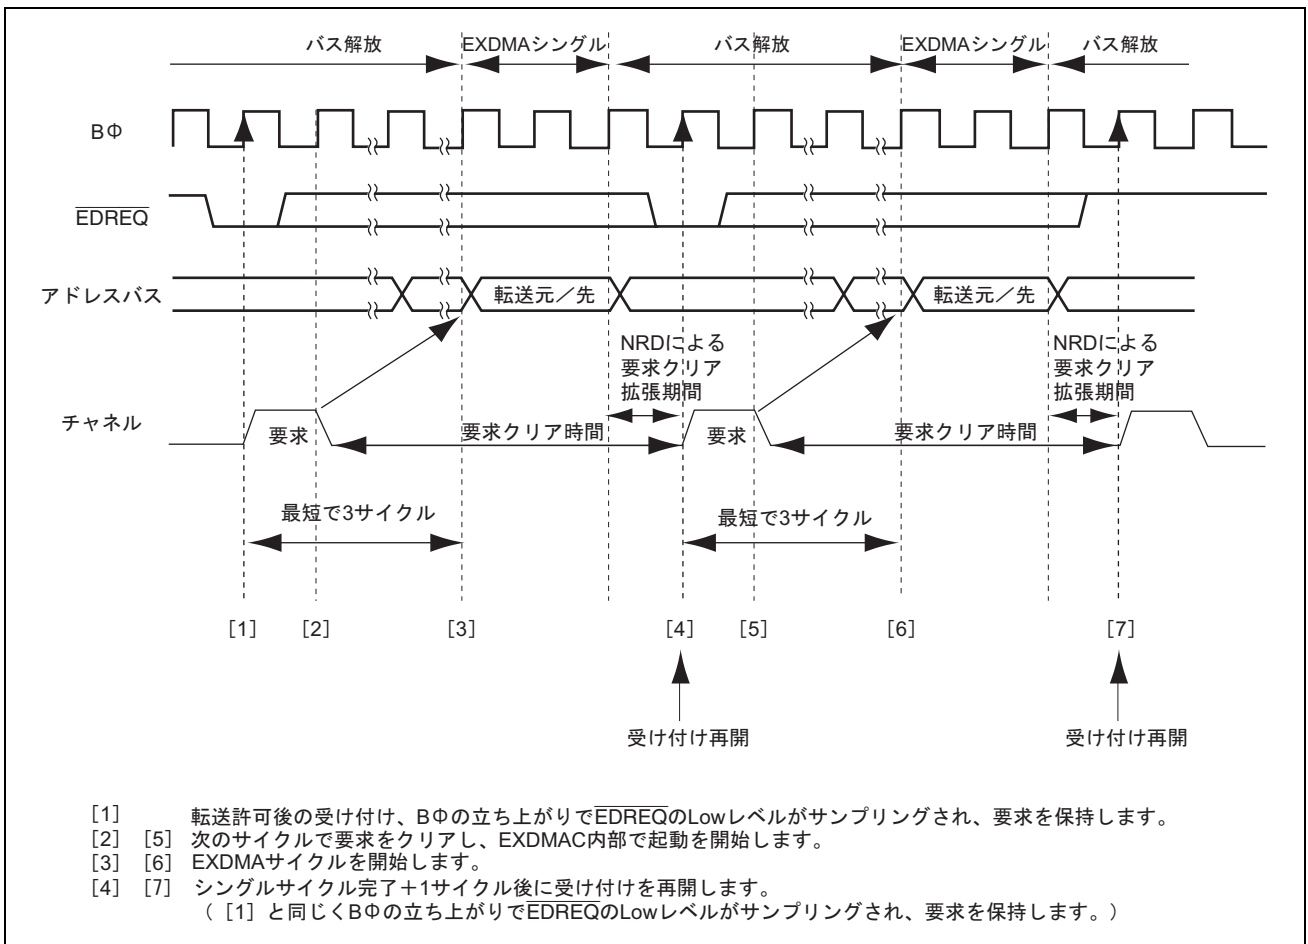 バス解放 EXDMAシングル バス解放 EXDMAシングル バス解放
BΦ
EDREQ
アドレスバス 転送元／先 転送元／先
NRDによる NRDによる
要求クリア 要求クリア
拡張期間 拡張期間
チャネル 要求 要求クリア時間 要求 要求クリア時間
最短で3サイクル 最短で3サイクル
［1］ ［2］ ［3］ ［4］ ［5］ ［6］ ［7］
受け付け再開 受け付け再開
［1］ 転送許可後の受け付け、BΦの立ち上がりでEDREQのLowレベルがサンプリングされ、要求を保持します。
［2］［5］ 次のサイクルで要求をクリアし、EXDMAC内部で起動を開始します。
［3］［6］ EXDMAサイクルを開始します。
［4］［7］ シングルサイクル完了＋1サイクル後に受け付けを再開します。
（［1］と同じくBΦの立ち上がりでEDREQのLowレベルがサンプリングされ、要求を保持します。）